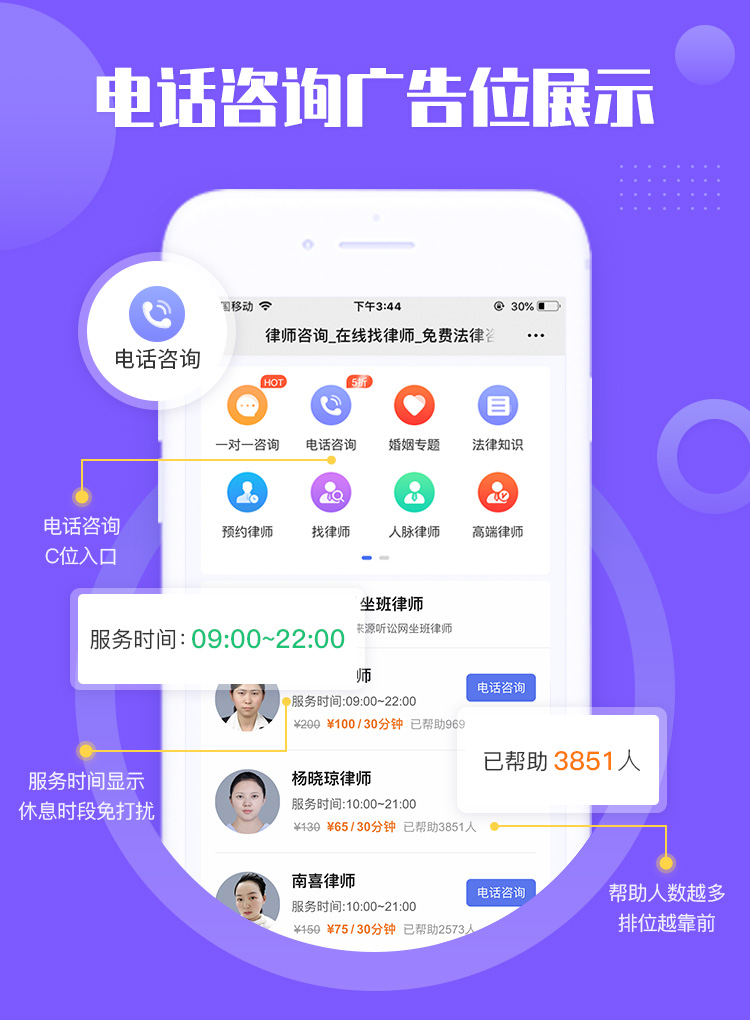 电话咨询广告位展示
国移动
下午3:44
30%
律师咨询_在线找律师_免费法律咨
电话咨询
HOT
5折
一对一咨询
电话咨询
婚姻专题
法律知识
预约律师
找律师
人脉律师
高端律师
电话咨询
C位入口
坐班律师
来源听讼网坐班律师
服务时间:09:00~22:00
师
服务时间:09:00~22:00
电话咨询
¥200 ¥100/30分钟 已帮助969
服务时间显示
休息时段免打扰
已帮助3851人
杨晓琼律师
服务时间:10:00~21:00
¥130 ¥65/30分钟 已帮助3851人
帮助人数越多
排位越靠前
南喜律师
服务时间:10:00~21:00
电话咨询
¥150 ¥75/30分钟 已帮助2573人